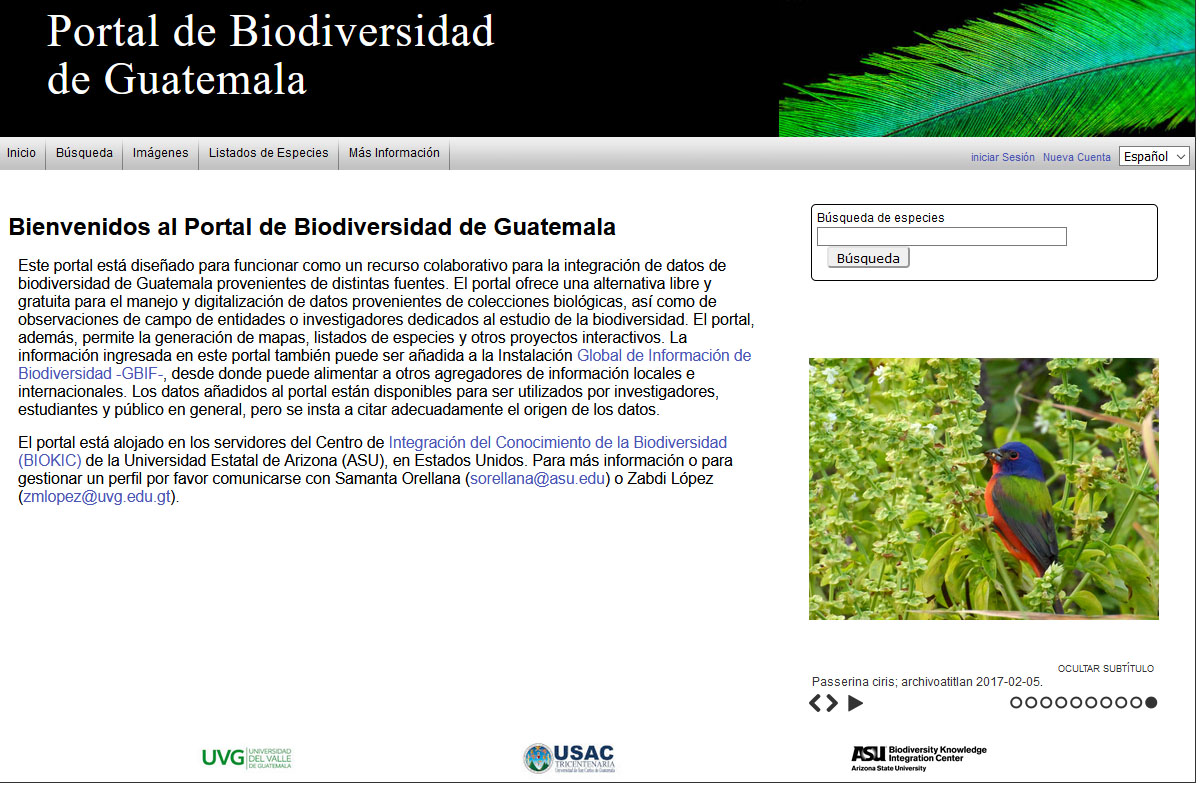 Portal de Biodiversidad
de Guatemala
Inicio
Búsqueda
Imágenes
Listados de Especies
Más Información
iniciar Sesión
Nueva Cuenta
Español
Bienvenidos al Portal de Biodiversidad de Guatemala
Este portal está diseñado para funcionar como un recurso colaborativo para la integración de datos de
biodiversidad de Guatemala provenientes de distintas fuentes. El portal ofrece una alternativa libre y
gratuita para el manejo y digitalización de datos provenientes de colecciones biológicas, así como de
observaciones de campo de entidades o investigadores dedicados al estudio de la biodiversidad. El portal,
además, permite la generación de mapas, listados de especies y otros proyectos interactivos. La
información ingresada en este portal también puede ser añadida a la Instalación Global de Información de
Biodiversidad -GBIF-, desde donde puede alimentar a otros agregadores de información locales e
internacionales. Los datos añadidos al portal están disponibles para ser utilizados por investigadores,
estudiantes y público en general, pero se insta a citar adecuadamente el origen de los datos.
El portal está alojado en los servidores del Centro de Integración del Conocimiento de la Biodiversidad
(BIOKIC) de la Universidad Estatal de Arizona (ASU), en Estados Unidos. Para más información o para
gestionar un perfil por favor comunicarse con Samanta Orellana (sorellana@asu.edu) o Zabdi López
(zmlopez@uvg.edu.gt).
Búsqueda de especies
Búsqueda
OCULTAR SUBTÍTULO
Passerina ciris; archivoatitlan 2017-02-05.
UVG UNIVERSIDAD
DEL VALLE
DE GUATEMALA
USAC
TRICENTENARIA
Universidad de San Carlos de Guatemala
ASU Biodiversity Knowledge
Integration Center
Arizona State University